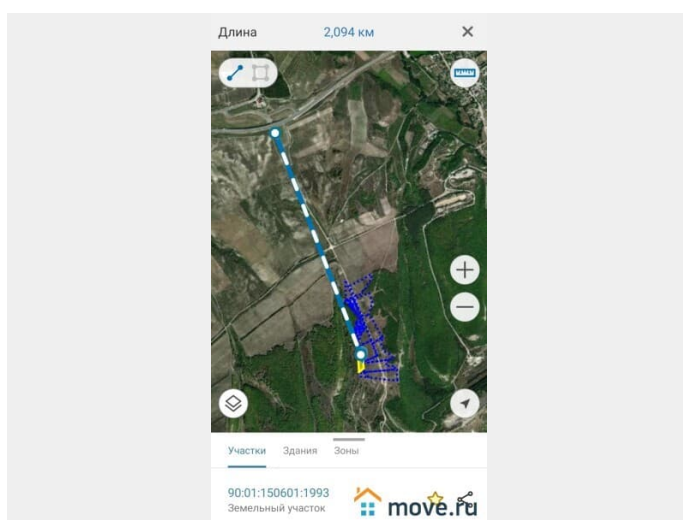 Длина 2,094 км
Участки Здания Зоны
90:01:150601:1993
Земельный участок
move.ru